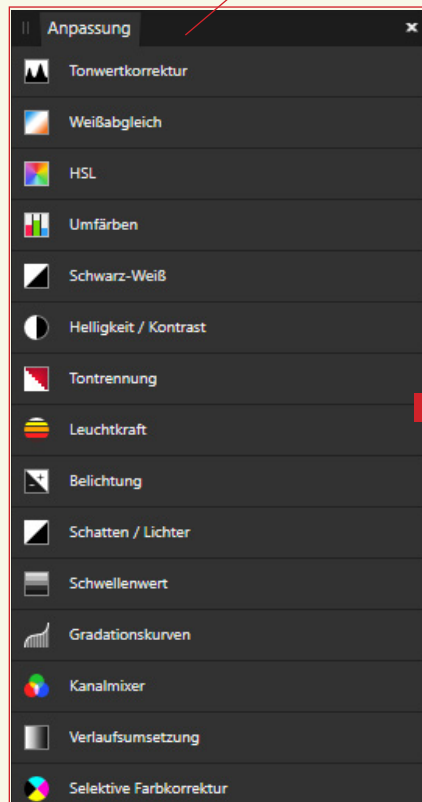 Anpassung
Tonwertkorrektur
Weißabgleich
HSL
Umfärben
Schwarz-Weiß
Helligkeit / Kontrast
Tontrennung
Leuchtkraft
Belichtung
Schatten / Lichter
Schwellenwert
Gradationskurven
Kanalmixer
Verlaufsumsetzung
Selektive Farbkorrektur